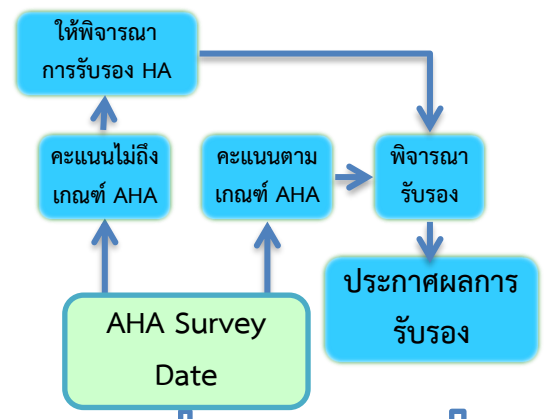 ให้พิจารณา
การรับรอง HA
คะแนนไม่ถึง
เกณฑ์ AHA
คะแนนตาม
เกณฑ์ AHA
พิจารณา
รับรอง
ประกาศผลการ
รับรอง
AHA Survey
Date